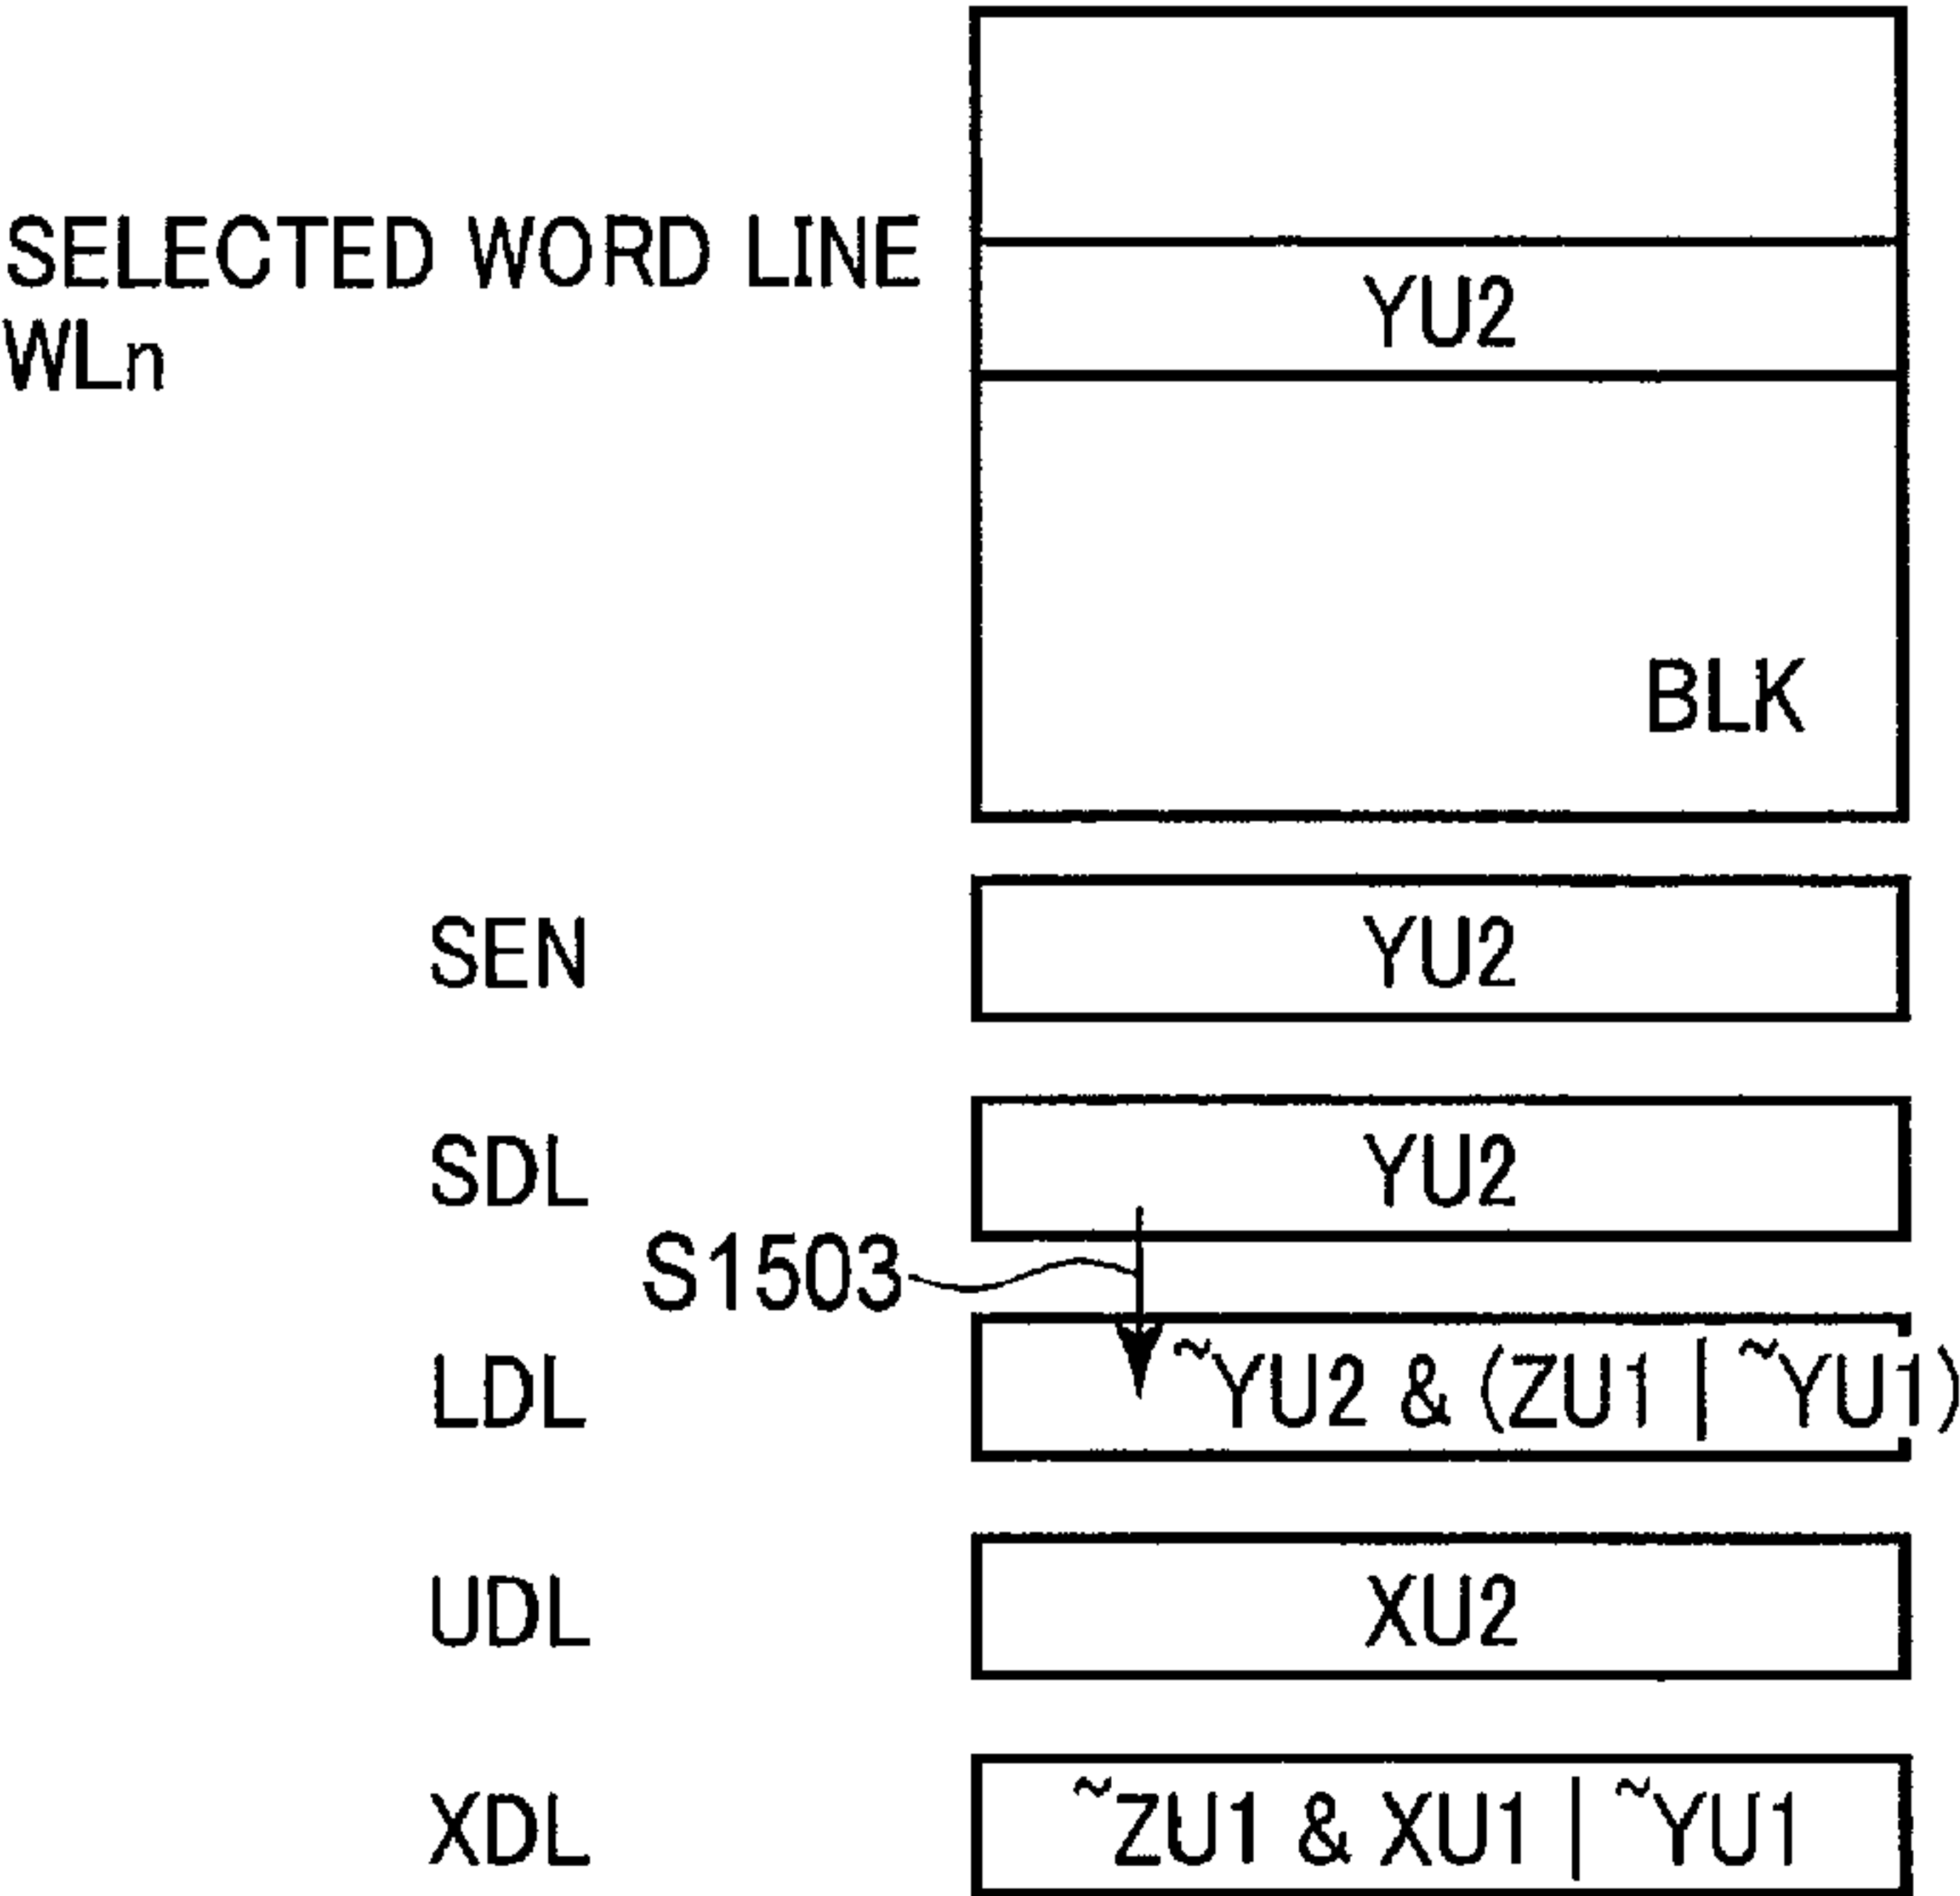 SELECTED WORD LINE
WLn
YU2
BLK
SEN YU2
SDL YU2
S1503
LDL ~YU2 & (ZU1 | ~YU1)
UDL XU2
XDL ~ZU1 & XU1 | ~YU1